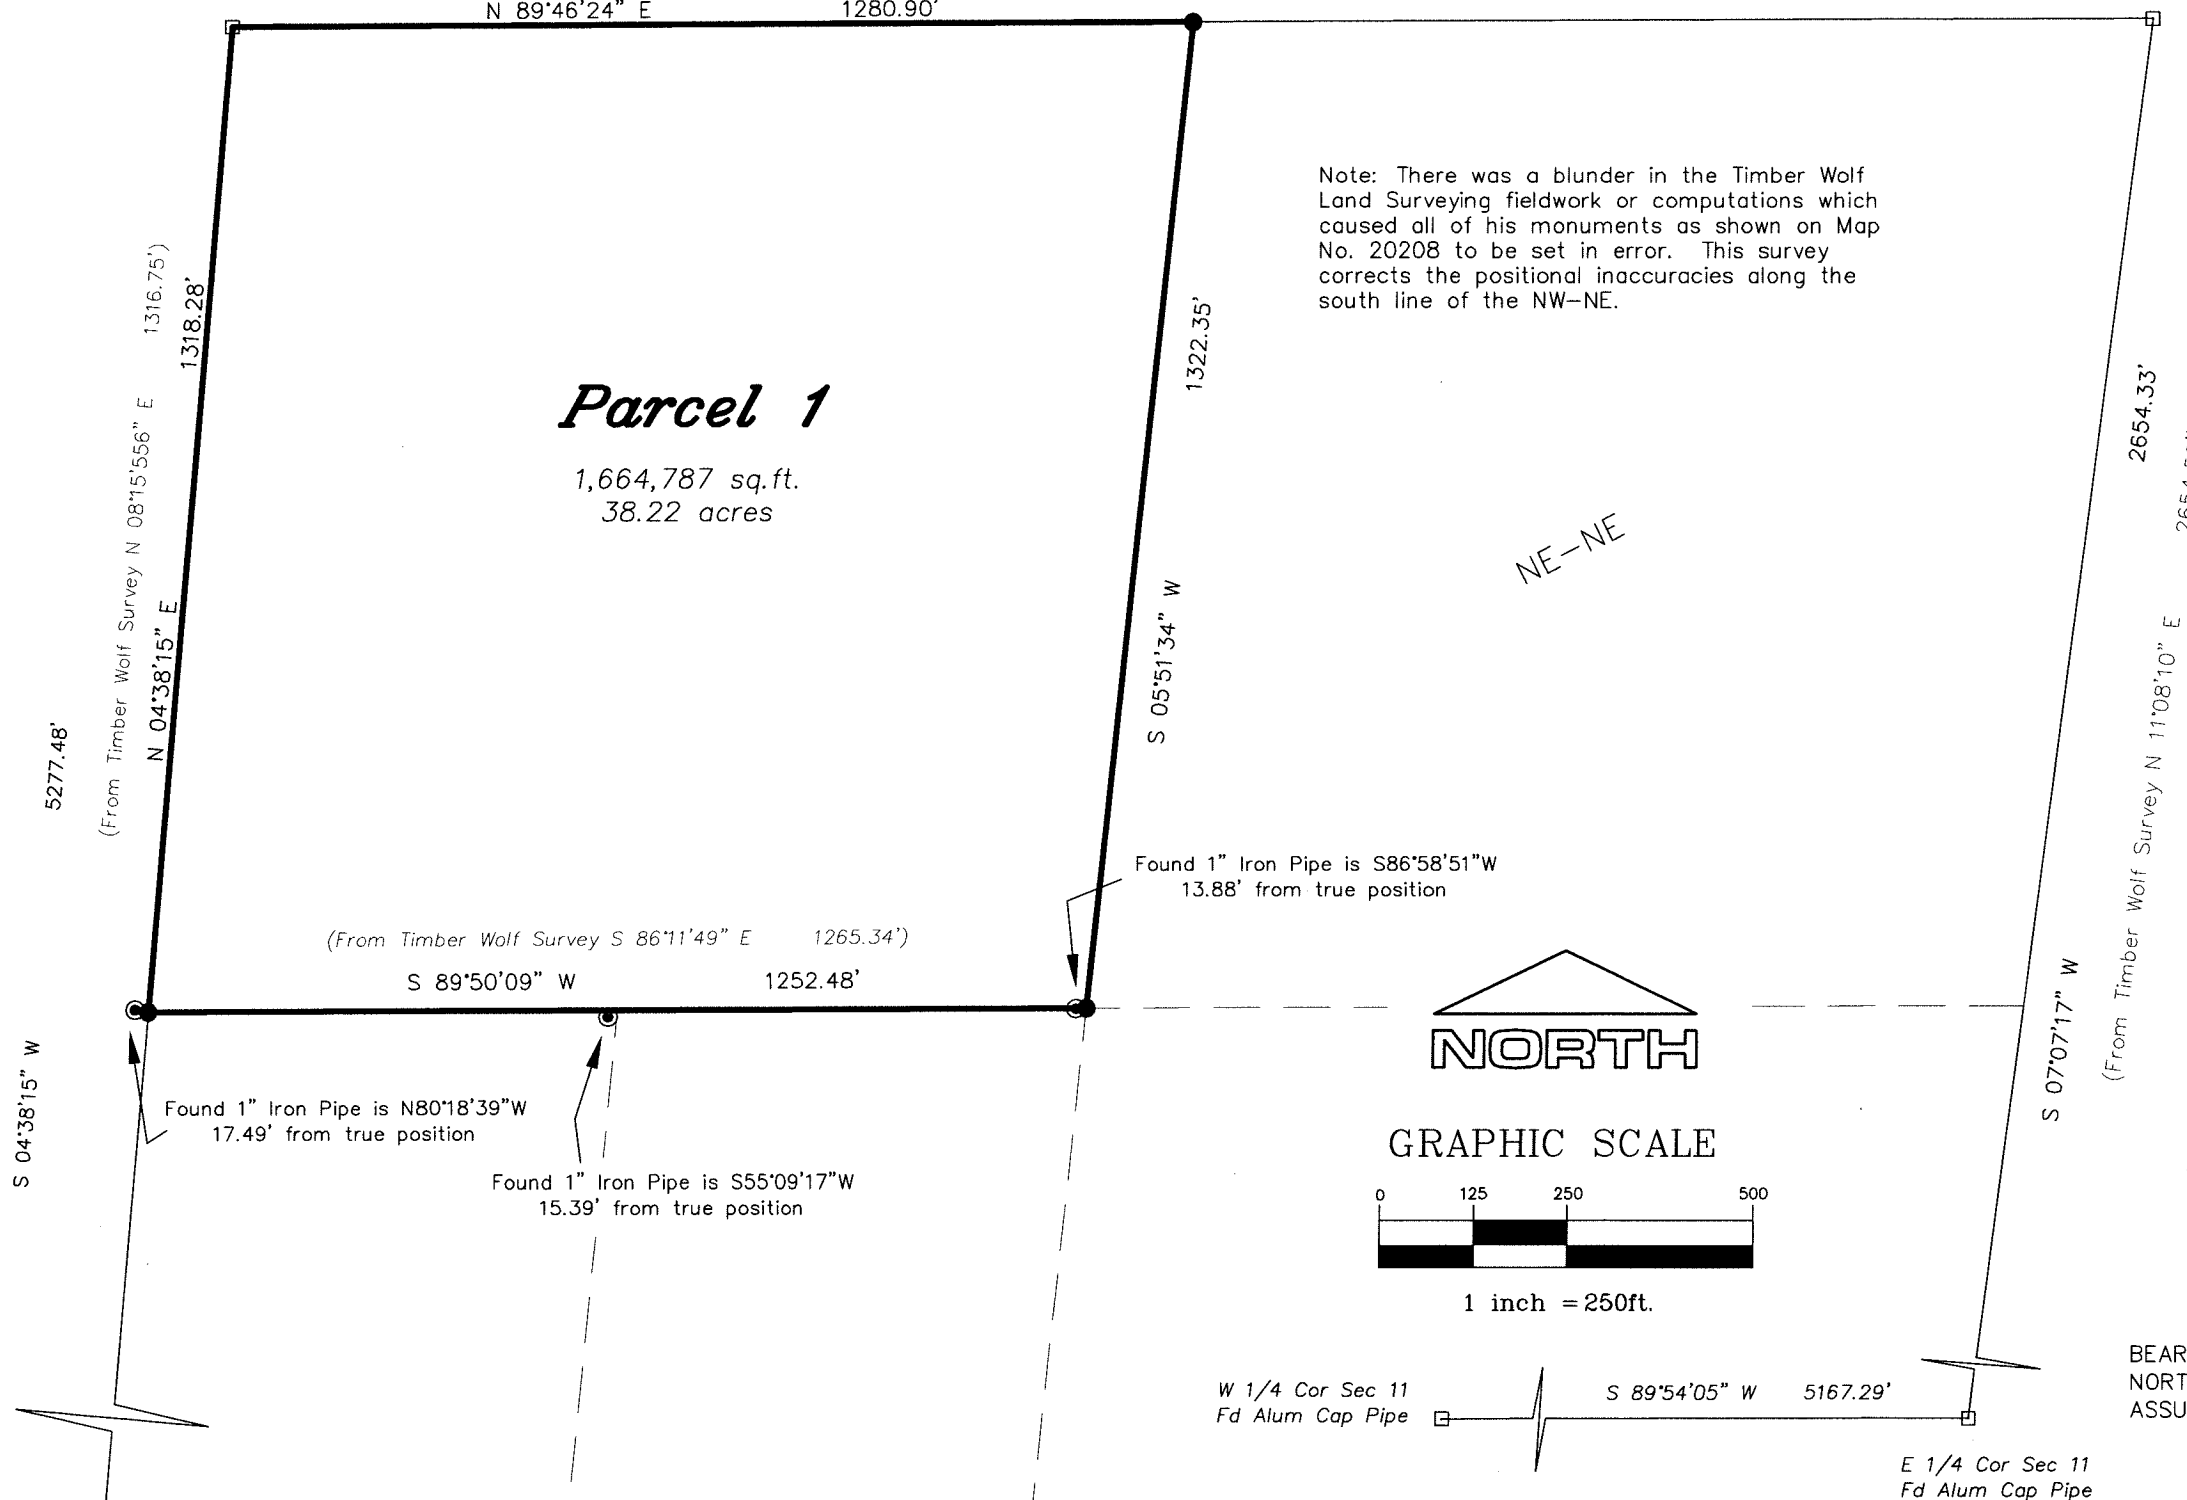 N 89°46'24" E 1280.90'
Note: There was a blunder in the Timber Wolf
Land Surveying fieldwork or computations which
caused all of his monuments as shown on Map
No. 20208 to be set in error. This survey
corrects the positional inaccuracies along the
south line of the NW-NE.
(From Timber Wolf Survey N 08°15'556" E 1316.75')
N 04°38'15" E 1318.28'
Parcel 1
1,664,787 sq.ft.
38.22 acres
S 05°51'34" W 1322.35'
NE-NE
S 07°07'17" W 2654.33'
(From Timber Wolf Survey N 11°08'10" E
S 04°38'15" W 5277.48'
Found 1" Iron Pipe is S86°58'51"W
13.88' from true position
(From Timber Wolf Survey S 86°11'49" E 1265.34')
S 89°50'09" W 1252.48'
Found 1" Iron Pipe is N80°18'39"W
17.49' from true position
Found 1" Iron Pipe is S55°09'17"W
15.39' from true position
NORTH
GRAPHIC SCALE
0 125 250 500
1 inch = 250ft.
W 1/4 Cor Sec 11
Fd Alum Cap Pipe
S 89°54'05" W 5167.29'
E 1/4 Cor Sec 11
Fd Alum Cap Pipe
BEAR
NORT
ASSU